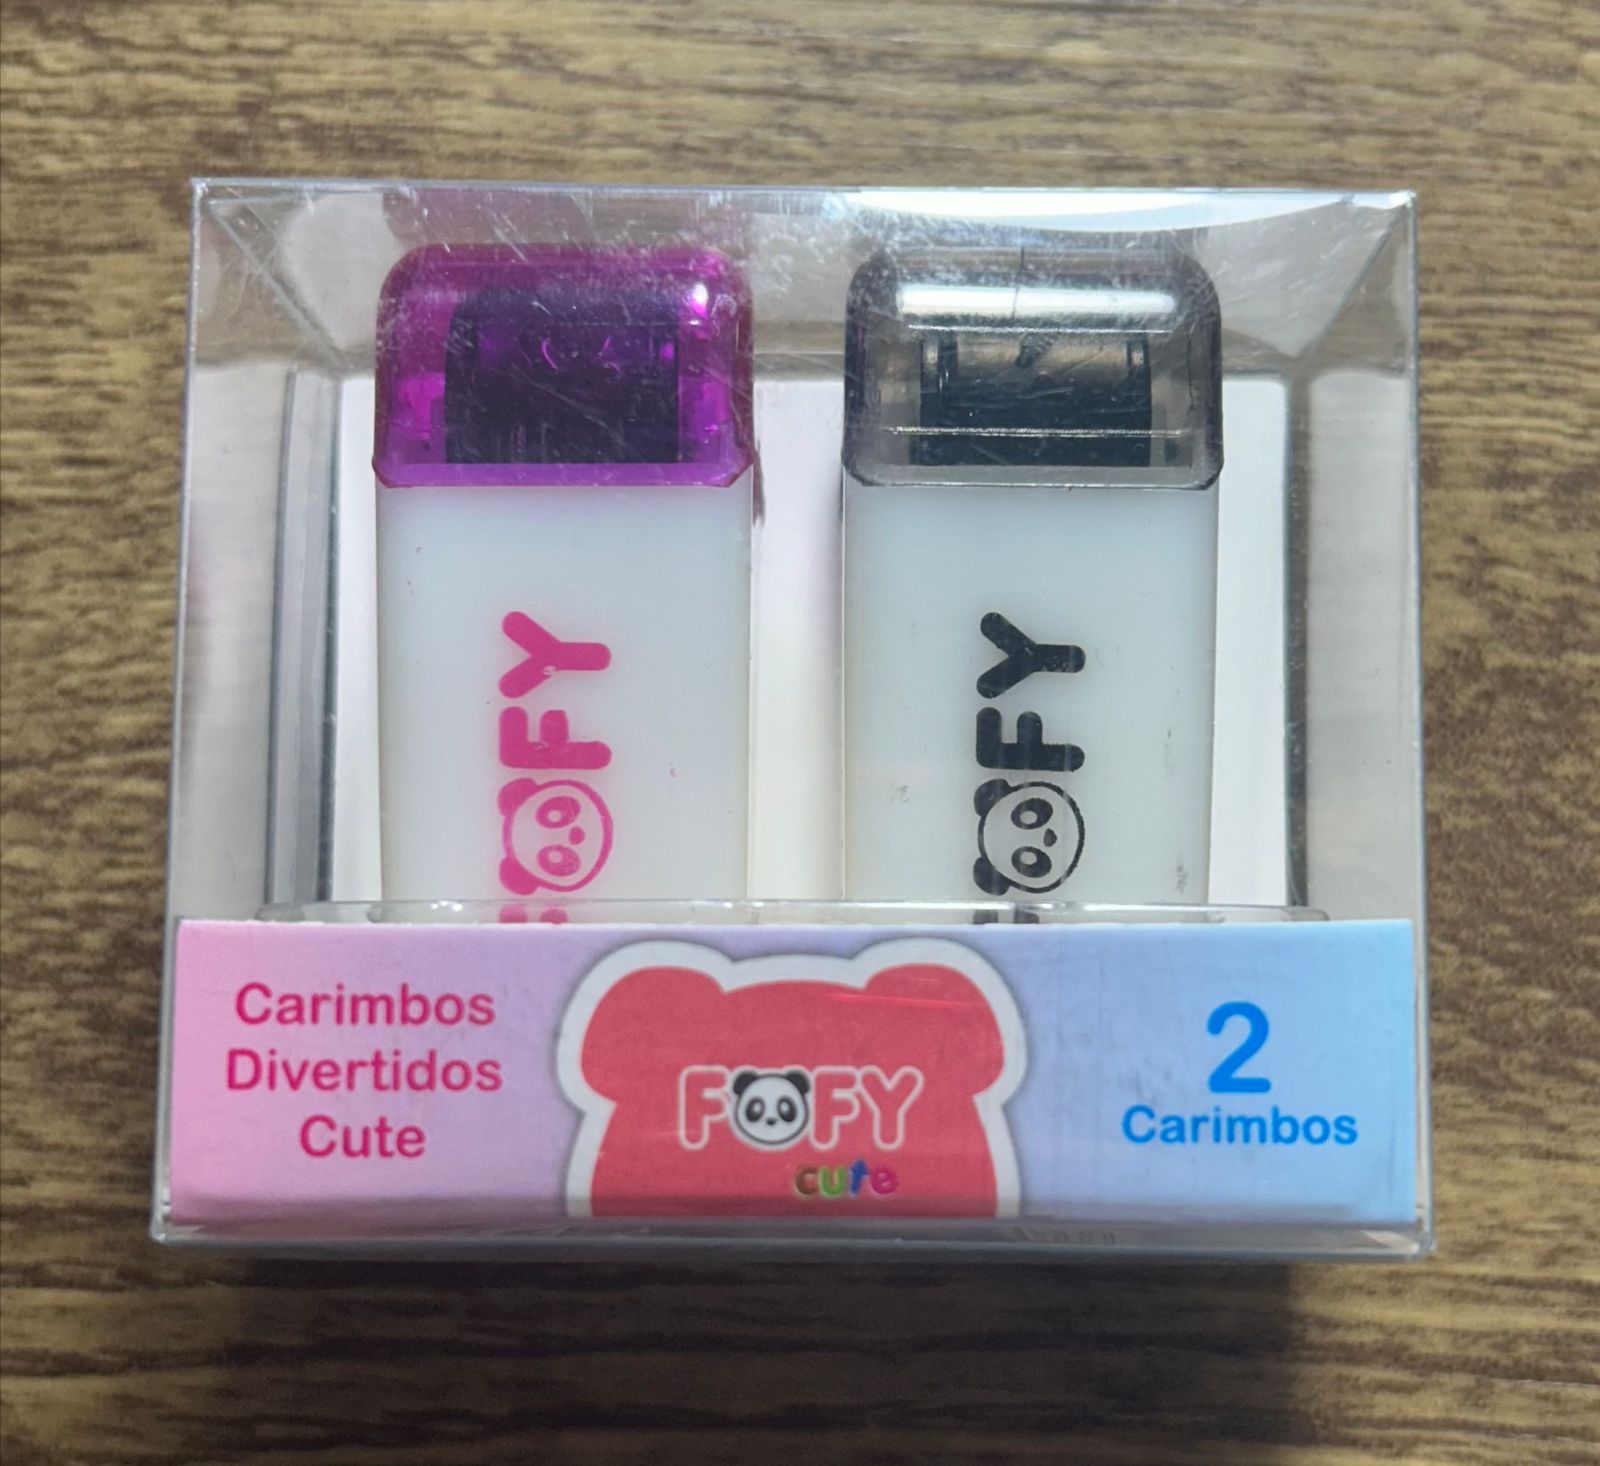 FOFY
FOFY
Carimbos
Divertidos
Cute
FOFY
cute
2
Carimbos